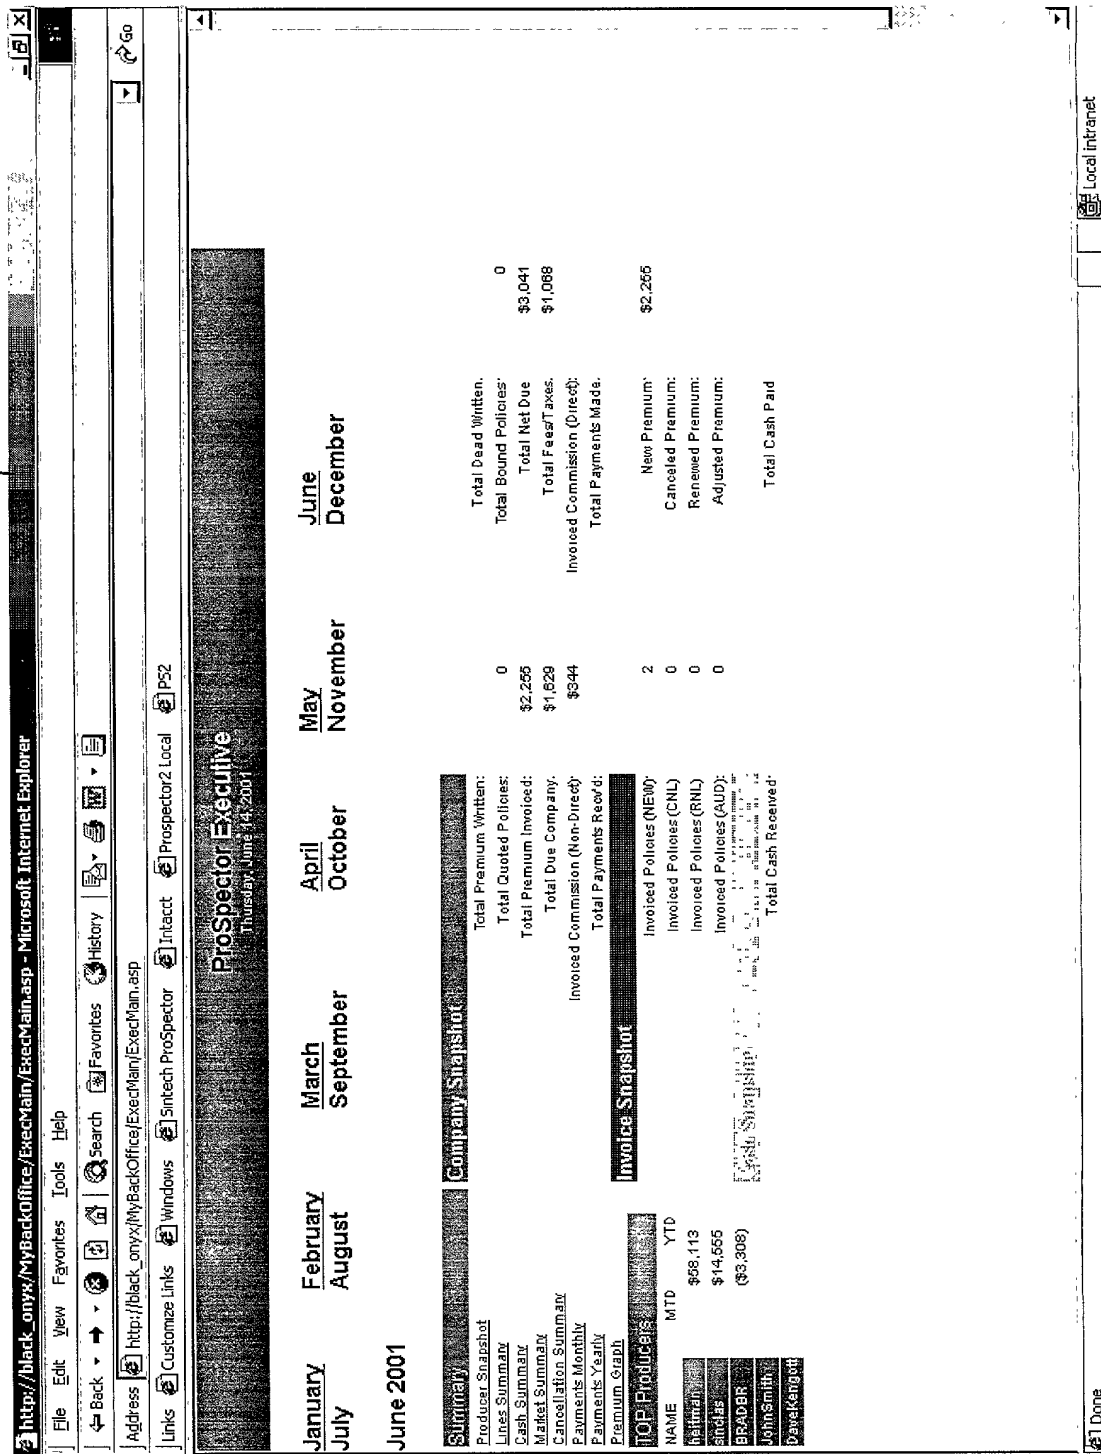 http://black_onyx/MyBackOffice/ExecMain/ExecMain.asp - Microsoft Internet Explorer
File Edit View Favorites Tools Help
Back Search Favorites History
Address http://black_onyx/MyBackOffice/ExecMain/ExecMain.asp Go
Links Customize Links Windows Sintech ProSpector Intacct Prospector2 Local PS2
ProSpector Executive
Thursday, June 14, 2001
January February March April May June
July August September October November December
June 2001
Summary
Producer Snapshot
Lines Summary
Cash Summary
Market Summary
Cancellation Summary
Payments Monthly
Payments Yearly
Premium Graph
TOP Producers
NAME MTD YTD
$58,113
$14,555
BRADBR ($3,308)
JohnSmith
Company Snapshot
Total Premium Written: Total Dead Written.
Total Quoted Policies: 0 Total Bound Policies: 0
Total Premium Invoiced: $2,255 Total Net Due $3,041
Total Due Company. $1,629 Total Fees/Taxes. $1,068
Invoiced Commission (Non-Direct): $344 Invoiced Commission (Direct):
Total Payments Recv'd: Total Payments Made.
Invoice Snapshot
Invoiced Policies (NEW): 2 New Premium: $2,255
Invoiced Policies (CNL) 0 Canceled Premium:
Invoiced Policies (RNL) 0 Renewed Premium:
Invoiced Policies (AUD): 0 Adjusted Premium:
Cash Snapshot
Total Cash Received: Total Cash Paid
Done Local intranet